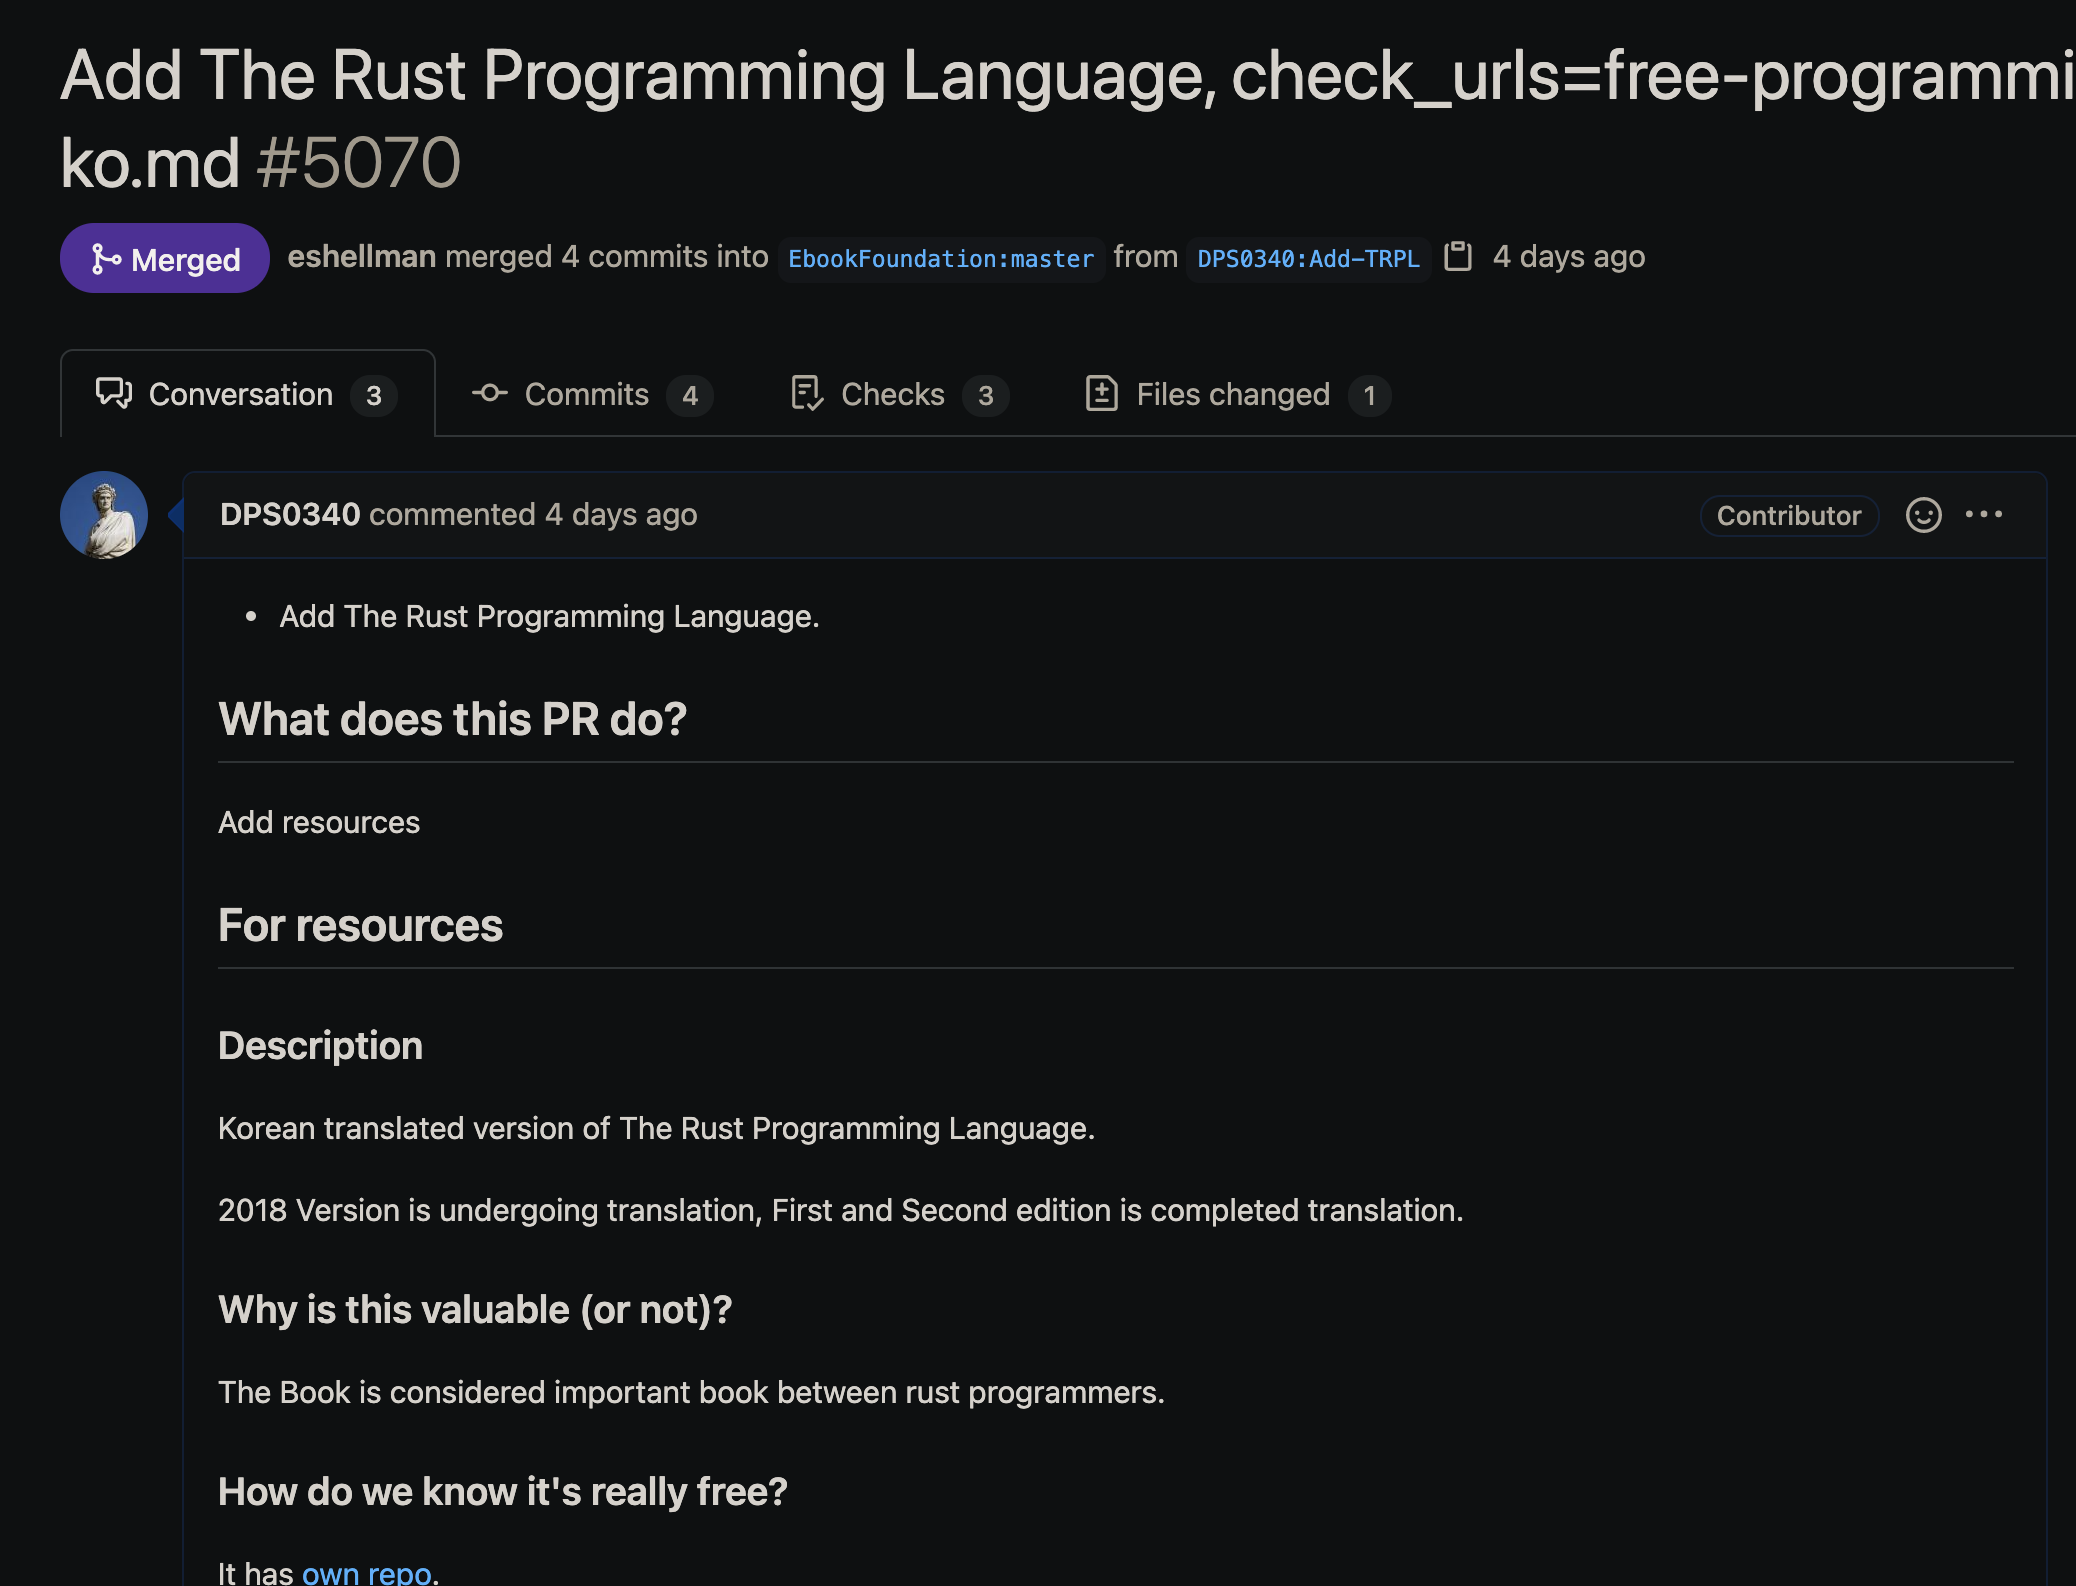 Add The Rust Programming Language, check_urls=free-programmi
ko.md #5070
Merged eshellman merged 4 commits into EbookFoundation:master from DPS0340:Add-TRPL 4 days ago
Conversation 3 Commits 4 Checks 3 Files changed 1
DPS0340 commented 4 days ago Contributor
• Add The Rust Programming Language.
What does this PR do?
Add resources
For resources
Description
Korean translated version of The Rust Programming Language.
2018 Version is undergoing translation, First and Second edition is completed translation.
Why is this valuable (or not)?
The Book is considered important book between rust programmers.
How do we know it's really free?
It has own repo.